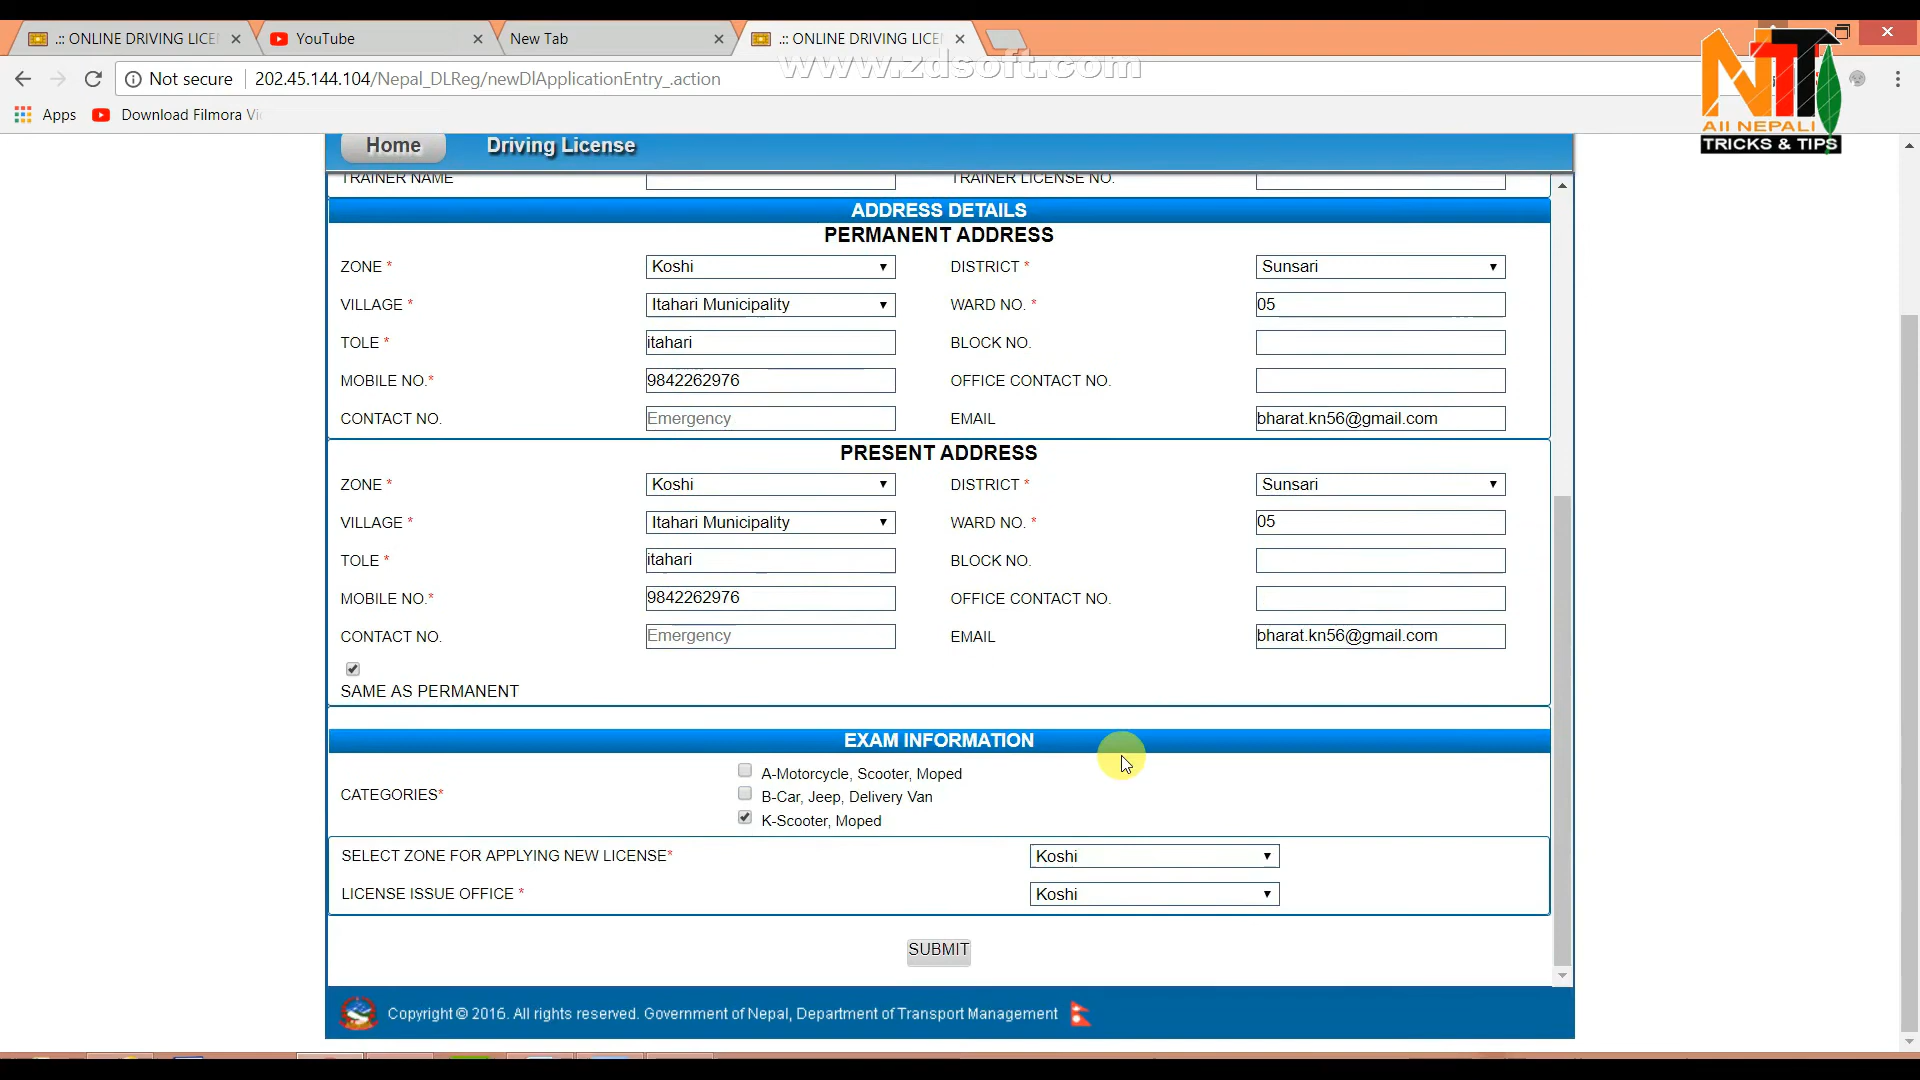 .:: ONLINE DRIVING LICE
YouTube
New Tab
.:: ONLINE DRIVING LICE
www.zdsoft.com
Not secure
202.45.144.104/Nepal_DLReg/newDlApplicationEntry_.action
NTT
All NEPALI
TRICKS & TIPS
Apps
Download Filmora Vi
Home
Driving License
TRAINER NAME
TRAINER LICENSE NO.
ADDRESS DETAILS
PERMANENT ADDRESS
ZONE * Koshi DISTRICT * Sunsari
VILLAGE * Itahari Municipality WARD NO. * 05
TOLE * itahari BLOCK NO.
MOBILE NO.* 9842262976 OFFICE CONTACT NO.
CONTACT NO. Emergency EMAIL bharat.kn56@gmail.com
PRESENT ADDRESS
ZONE * Koshi DISTRICT * Sunsari
VILLAGE * Itahari Municipality WARD NO. * 05
TOLE * itahari BLOCK NO.
MOBILE NO.* 9842262976 OFFICE CONTACT NO.
CONTACT NO. Emergency EMAIL bharat.kn56@gmail.com
SAME AS PERMANENT
EXAM INFORMATION
CATEGORIES*
A-Motorcycle, Scooter, Moped
B-Car, Jeep, Delivery Van
K-Scooter, Moped
SELECT ZONE FOR APPLYING NEW LICENSE* Koshi
LICENSE ISSUE OFFICE * Koshi
SUBMIT
Copyright © 2016. All rights reserved. Government of Nepal, Department of Transport Management